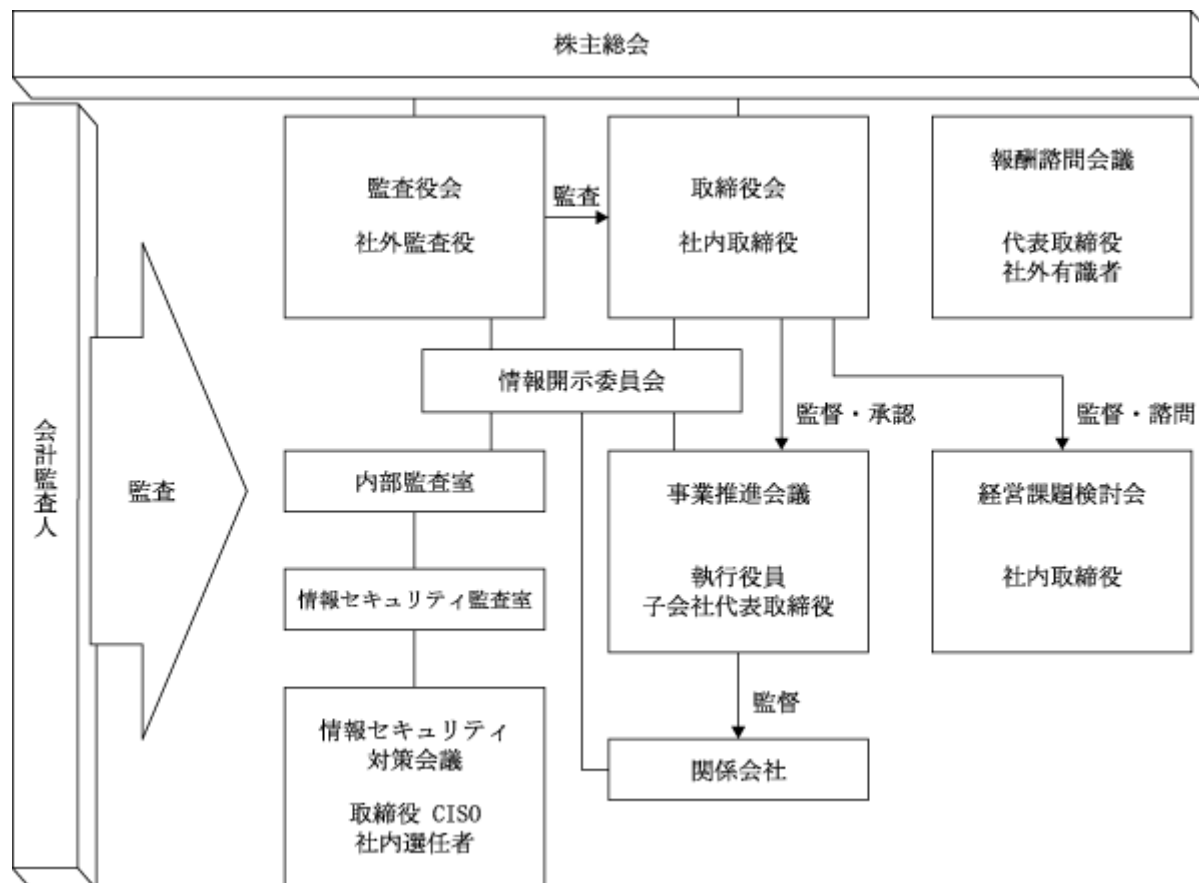 株主総会
会計監査人
監査
監査役会
社外監査役
監査
取締役会
社内取締役
報酬諮問会議
代表取締役
社外有識者
情報開示委員会
監督・承認
監督・諮問
内部監査室
情報セキュリティ監査室
情報セキュリティ
対策会議
取締役 CISO
社内選任者
事業推進会議
執行役員
子会社代表取締役
監督
関係会社
経営課題検討会
社内取締役